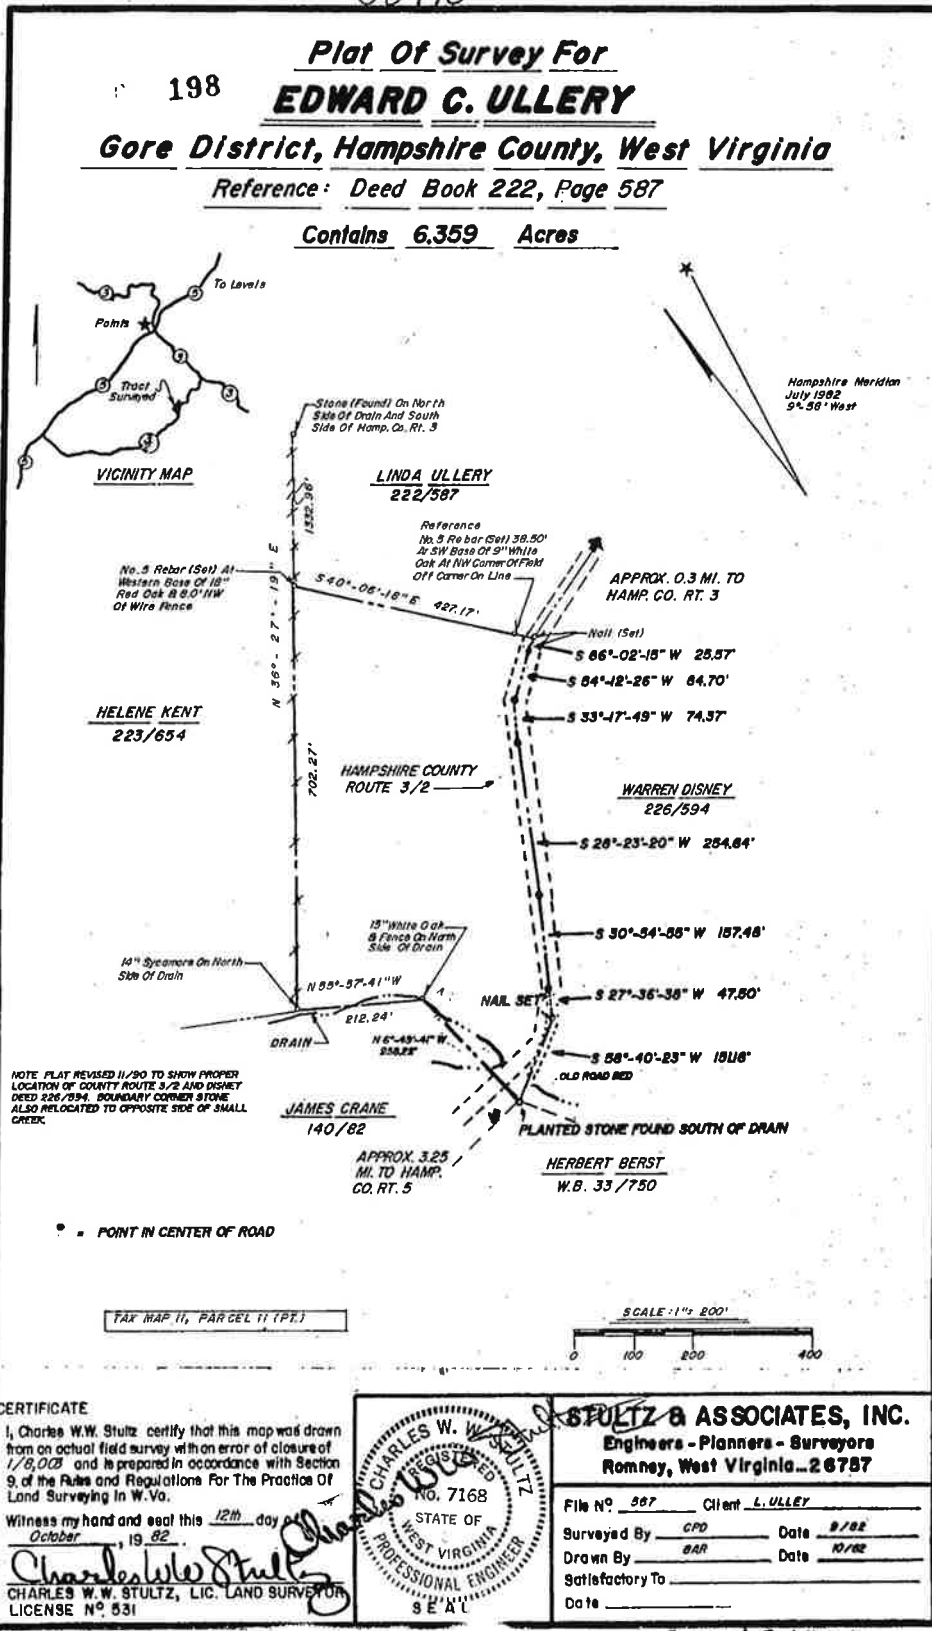 Plat Of Survey For
198
EDWARD C. ULLERY
Gore District, Hampshire County, West Virginia
Reference: Deed Book 222, Page 587
Contains 6.359 Acres
To Levels
3
5
Points
9
5
Tract
Surveyed
3
5
VICINITY MAP
Hampshire Meridian
July 1982
9°-58' West
Stone (Found) On North
Side Of Drain And South
Side Of Hamp. Co. Rt. 3
1332.96'
LINDA ULLERY
222/587
Reference
No. 5 Rebar (Set) 38.50'
At SW Base Of 9" White
Oak At NW Corner Of Field
Off Corner On Line
No. 5 Rebar (Set) At
Western Base Of 18"
Red Oak & 8.0' NW
Of Wire Fence
S 40°-06'-18" E 427.17'
N 36°-27'-19" E
APPROX. 0.3 MI. TO
HAMP. CO. RT. 3
Nail (Set)
S 66°-02'-15" W 25.57'
S 54°-12'-26" W 64.70'
S 33°-17'-49" W 74.37'
HELENE KENT
223/654
702.27'
HAMPSHIRE COUNTY
ROUTE 3/2
WARREN DISNEY
226/594
S 28°-23'-20" W 254.64'
S 30°-54'-55" W 157.46'
15" White Oak
& Fence On North
Side Of Drain
14" Sycamore On North
Side Of Drain
N 55°-57'-41" W
212.24'
NAIL SET
S 27°-36'-38" W 47.50'
DRAIN
S 58°-40'-23" W 151.18'
OLD ROAD BED
NOTE PLAT REVISED 11/90 TO SHOW PROPER
LOCATION OF COUNTY ROUTE 3/2 AND DISNEY
DEED 226/594. BOUNDARY CORNER STONE
ALSO RELOCATED TO OPPOSITE SIDE OF SMALL
CREEK.
JAMES CRANE
140/82
PLANTED STONE FOUND SOUTH OF DRAIN
APPROX. 3.25
MI. TO HAMP.
CO. RT. 5
HERBERT BERST
W.B. 33/750
• = POINT IN CENTER OF ROAD
TAX MAP 11, PARCEL 11 (PT.)
SCALE: 1"= 200'
0 100 200 400
CERTIFICATE
I, Charles W.W. Stultz certify that this map was drawn
from an actual field survey with an error of closure of
and is prepared in accordance with Section
9, of the Rules and Regulations For The Practice Of
Land Surveying In W.Va.
Witness my hand and seal this 12th day of
October, 1982.
Charles W W Stultz
CHARLES W.W. STULTZ, LIC. LAND SURVEYOR
LICENSE Nº 531
CHARLES W. W. STULTZ
REGISTERED
No. 7168
STATE OF
WEST VIRGINIA
PROFESSIONAL ENGINEER
SEAL
STULTZ & ASSOCIATES, INC.
Engineers - Planners - Surveyors
Romney, West Virginia...26757
File Nº 567 Client L. ULLEY
Surveyed By CPD Date 9/82
Drawn By BAR Date 10/82
Satisfactory To
Date